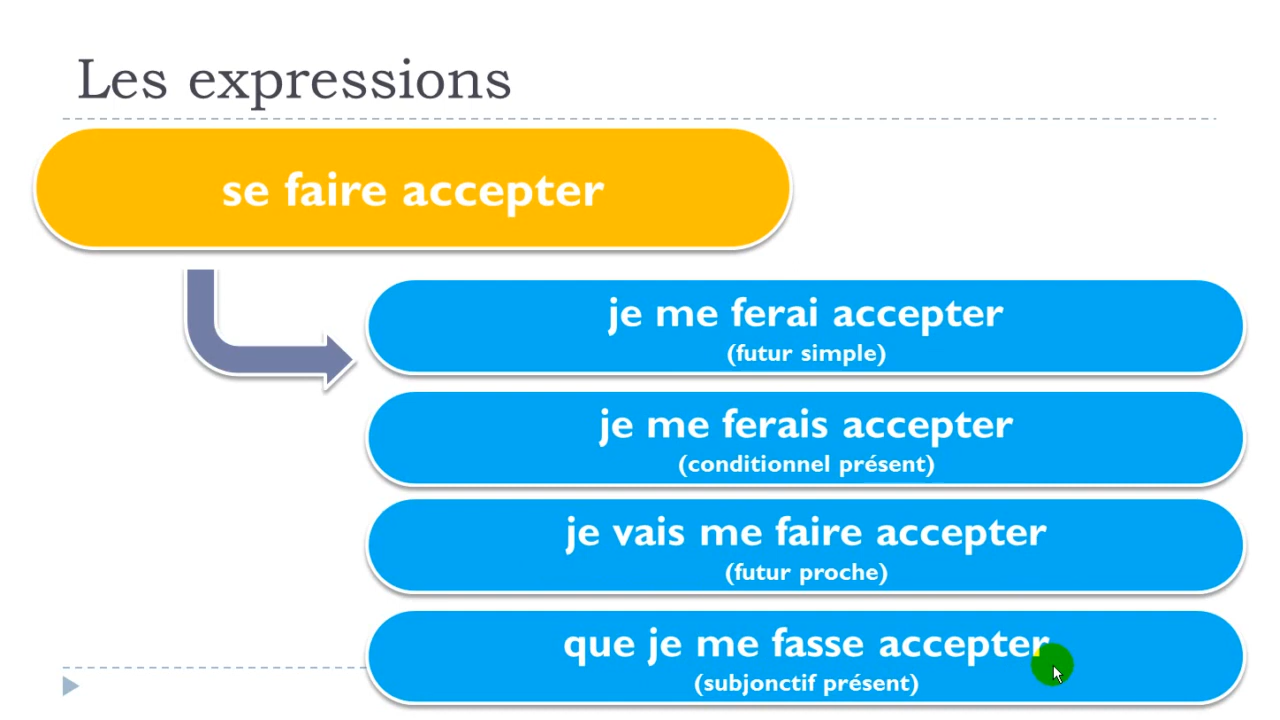 Les expressions
se faire accepter
je me ferai accepter
(futur simple)
je me ferais accepter
(conditionnel présent)
je vais me faire accepter
(futur proche)
que je me fasse accepter
(subjonctif présent)